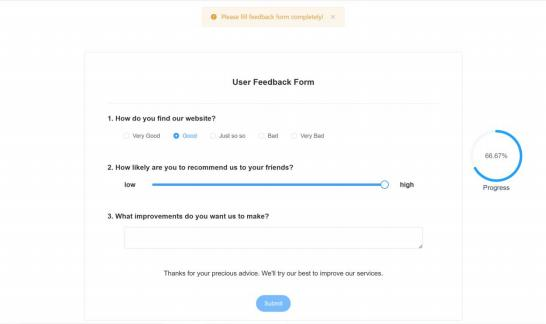 Please fill feedback form completely! ×
User Feedback Form
1. How do you find our website?
Very Good Good Just so so Bad Very Bad
66.67%
2. How likely are you to recommend us to your friends?
low high
Progress
3. What improvements do you want us to make?
Thanks for your precious advice. We'll try our best to improve our services.
Submit